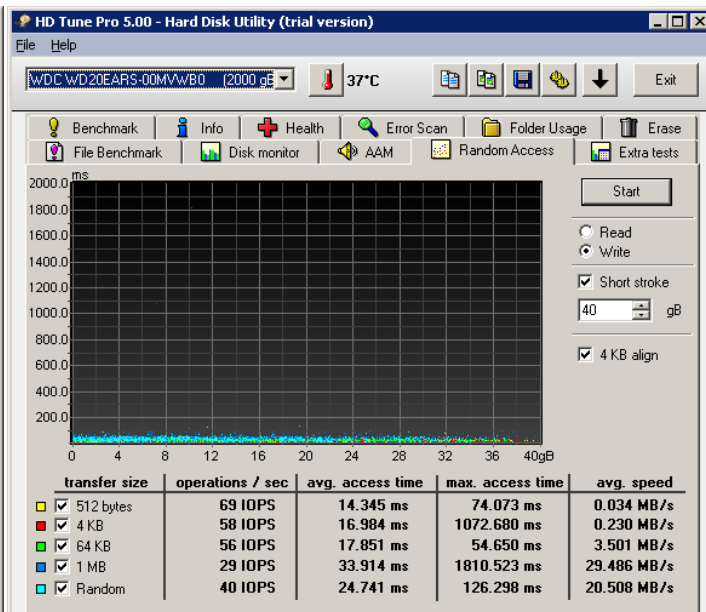 HD Tune Pro 5.00 - Hard Disk Utility (trial version)
File Help
WDC WD20EARS-00MVWB0 (2000 gB) 37°C Exit
Benchmark Info Health Error Scan Folder Usage Erase
File Benchmark Disk monitor AAM Random Access Extra tests
ms
2000.0
1800.0
1600.0
1400.0
1200.0
1000.0
800.0
600.0
400.0
200.0
0 4 8 12 16 20 24 28 32 36 40gB
Start
Read
Write
Short stroke
40 gB
4 KB align
transfer size operations / sec avg. access time max. access time avg. speed
512 bytes 69 IOPS 14.345 ms 74.073 ms 0.034 MB/s
4 KB 58 IOPS 16.984 ms 1072.680 ms 0.230 MB/s
64 KB 56 IOPS 17.851 ms 54.650 ms 3.501 MB/s
1 MB 29 IOPS 33.914 ms 1810.523 ms 29.486 MB/s
Random 40 IOPS 24.741 ms 126.298 ms 20.508 MB/s